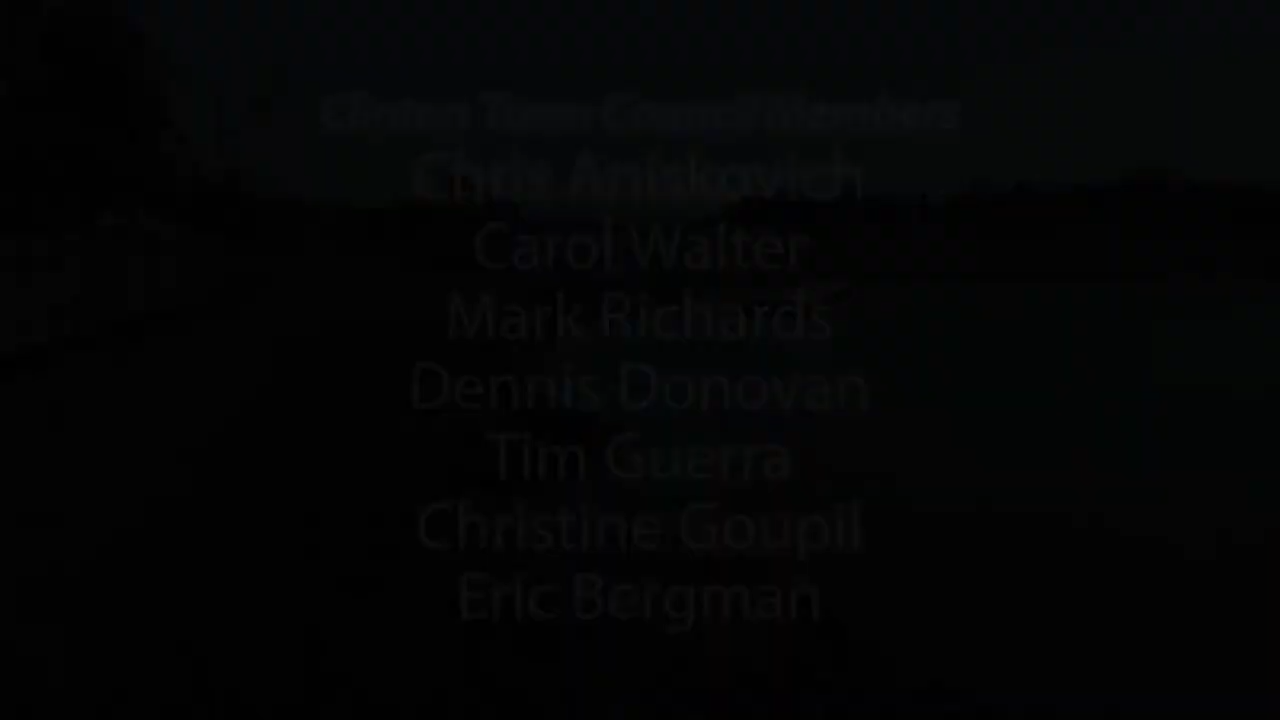 Clinton Town Council Members
Chris Aniskovich
Carol Walter
Mark Richards
Dennis Donovan
Tim Guerra
Christine Goupil
Eric Bergman